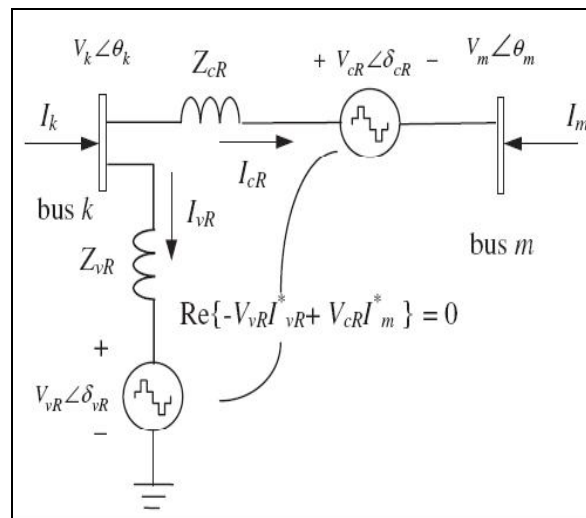 V_k∠θ_k
Z_cR
+ V_cR∠δ_cR −
V_m∠θ_m
I_k
I_m
I_cR
bus k
I_vR
bus m
Z_vR
Re{-V_vR I*_vR + V_cR I*_m } = 0
+
V_vR∠δ_vR
−